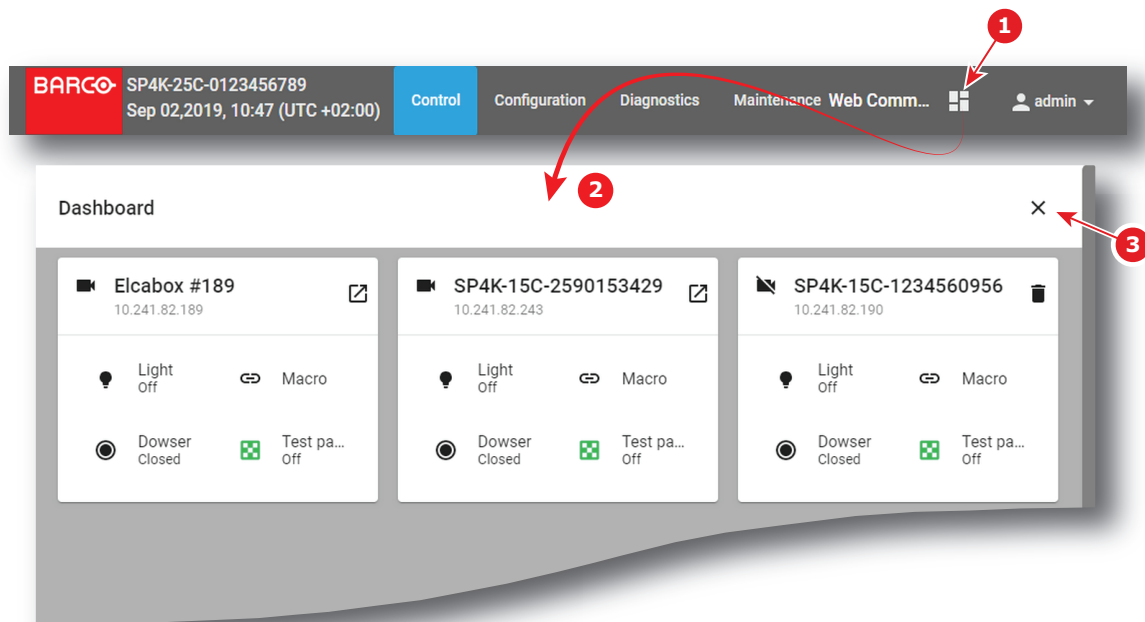 1
BARCO
SP4K-25C-0123456789
Sep 02,2019, 10:47 (UTC +02:00)
Control
Configuration
Diagnostics
Maintenance
Web Comm...
admin
2
Dashboard
3
Elcabox #189
10.241.82.189
Light
Off
Macro
Dowser
Closed
Test pa...
Off
SP4K-15C-2590153429
10.241.82.243
Light
Off
Macro
Dowser
Closed
Test pa...
Off
SP4K-15C-1234560956
10.241.82.190
Light
Off
Macro
Dowser
Closed
Test pa...
Off